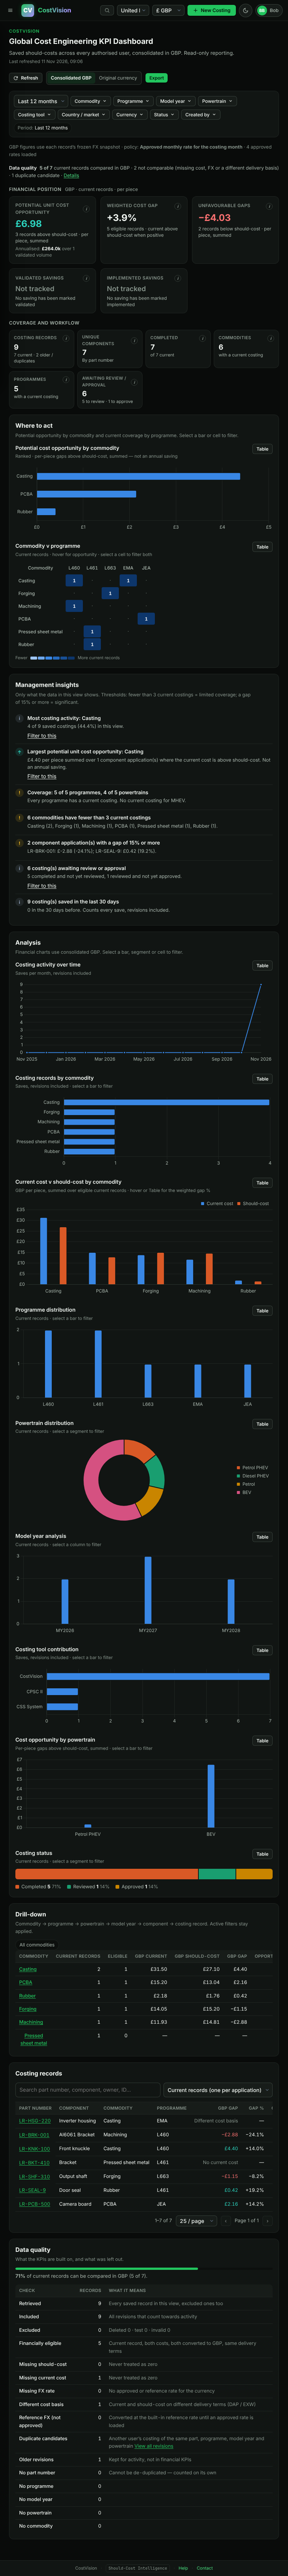 CV CostVision
United I
£ GBP
+ New Costing
Bob
COSTVISION
Global Cost Engineering KPI Dashboard
Saved should-costs across every authorised user, consolidated in GBP. Read-only reporting.
Refresh
Consolidated GBP
Original currency
Export
Last 12 months
Commodity
Programme
Model year
Powertrain
Costing tool
Country / market
Currency
Status
Created by
Period: Last 12 months
GBP figures use each record's frozen FX snapshot · policy: Approved monthly rate for the costing month · 4 approved
rates loaded
Data quality · 5 of 7 current records compared in GBP · 2 not comparable (missing cost, FX or a different delivery basis)
· 1 duplicate candidate · Details
FINANCIAL POSITION GBP · current records · per piece
POTENTIAL UNIT COST
OPPORTUNITY
£6.98
3 records above should-cost · per
piece, summed
Annualised: £264.0k over 1
validated volume
WEIGHTED COST GAP
+3.9%
5 eligible records · current above
should-cost when positive
UNFAVOURABLE GAPS
−£4.03
2 records below should-cost · per
piece, summed
VALIDATED SAVINGS
Not tracked
No saving has been marked
validated
IMPLEMENTED SAVINGS
Not tracked
No saving has been marked
implemented
COVERAGE AND WORKFLOW
COSTING RECORDS
9
7 current · 2 older /
duplicates
UNIQUE
COMPONENTS
7
By part number
COMPLETED
7
of 7 current
COMMODITIES
6
with a current costing
PROGRAMMES
5
with a current costing
AWAITING REVIEW /
APPROVAL
6
5 to review · 1 to approve
Where to act
Potential opportunity by commodity and current coverage by programme. Select a bar or cell to filter.
Potential cost opportunity by commodity
Table
Ranked · per-piece gaps above should-cost, summed — not an annual saving
Casting
PCBA
Rubber
£0 £1 £2 £3 £4 £5
Commodity v programme
Table
Current records · hover for opportunity · select a cell to filter both
Commodity L460 L461 L663 EMA JEA
Casting 1 · · 1 ·
Forging · · 1 · ·
Machining 1 · · · ·
PCBA · · · · 1
Pressed sheet metal · 1 · · ·
Rubber · 1 · · ·
Fewer More current records
Management insights
Only what the data in this view shows. Thresholds: fewer than 3 current costings = limited coverage; a gap
of 15% or more = significant.
Most costing activity: Casting
4 of 9 saved costings (44.4%) in this view.
Filter to this
Largest potential unit cost opportunity: Casting
£4.40 per piece summed over 1 component application(s) where the current cost is above should-cost. Not
an annual saving.
Filter to this
Coverage: 5 of 5 programmes, 4 of 5 powertrains
Every programme has a current costing. No current costing for MHEV.
6 commodities have fewer than 3 current costings
Casting (2), Forging (1), Machining (1), PCBA (1), Pressed sheet metal (1), Rubber (1).
2 component application(s) with a gap of 15% or more
LR-BRK-001: £-2.88 (-24.1%); LR-SEAL-9: £0.42 (19.2%).
6 costing(s) awaiting review or approval
5 completed and not yet reviewed, 1 reviewed and not yet approved.
Filter to this
9 costing(s) saved in the last 30 days
0 in the 30 days before. Counts every save, revisions included.
Analysis
Financial charts use consolidated GBP. Select a bar, segment or cell to filter.
Costing activity over time
Table
Saves per month, revisions included
9
8
7
6
5
4
3
2
1
0
Nov 2025 Jan 2026 Mar 2026 May 2026 Jul 2026 Sep 2026 Nov 2026
Costing records by commodity
Table
Saves, revisions included · select a bar to filter
Casting
Forging
Machining
PCBA
Pressed sheet metal
Rubber
0 1 2 3 4
Current cost v should-cost by commodity
Table
GBP per piece, summed over eligible current records · hover or Table for the weighted gap %
Current cost Should-cost
£35
£30
£25
£20
£15
£10
£5
£0
Casting PCBA Forging Machining Rubber
Programme distribution
Table
Current records · select a bar to filter
2
1
0
L460 L461 L663 EMA JEA
Powertrain distribution
Table
Current records · select a segment to filter
Petrol PHEV
Diesel PHEV
Petrol
BEV
Model year analysis
Table
Current records · select a column to filter
3
2
1
0
MY2026 MY2027 MY2028
Costing tool contribution
Table
Saves, revisions included · select a bar to filter
CostVision
CPSC II
CSS System
0 1 2 3 4 5 6 7
Cost opportunity by powertrain
Table
Per-piece gaps above should-cost, summed · select a bar to filter
£7
£6
£5
£4
£3
£2
£1
£0
Petrol PHEV BEV
Costing status
Table
Current records · select a segment to filter
Completed 5 71% Reviewed 1 14% Approved 1 14%
Drill-down
Commodity → programme → powertrain → model year → component → costing record. Active filters stay
applied.
All commodities
COMMODITY CURRENT RECORDS ELIGIBLE GBP CURRENT GBP SHOULD-COST GBP GAP OPPORT
Casting 2 1 £31.50 £27.10 £4.40
PCBA 1 1 £15.20 £13.04 £2.16
Rubber 1 1 £2.18 £1.76 £0.42
Forging 1 1 £14.05 £15.20 −£1.15
Machining 1 1 £11.93 £14.81 −£2.88
Pressed
sheet metal 1 0 — — —
Costing records
Search part number, component, owner, ID…
Current records (one per application)
PART NUMBER COMPONENT COMMODITY PROGRAMME GBP GAP GAP %
LR-HSG-220 Inverter housing Casting EMA Different cost basis —
LR-BRK-001 Al6061 Bracket Machining L460 −£2.88 −24.1%
LR-KNK-100 Front knuckle Casting L460 £4.40 +14.0%
LR-BKT-410 Bracket Pressed sheet metal L461 No current cost —
LR-SHF-310 Output shaft Forging L663 −£1.15 −8.2%
LR-SEAL-9 Door seal Rubber L461 £0.42 +19.2%
LR-PCB-500 Camera board PCBA JEA £2.16 +14.2%
1–7 of 7 25 / page ‹ Page 1 of 1 ›
Data quality
What the KPIs are built on, and what was left out.
71% of current records can be compared in GBP (5 of 7).
CHECK RECORDS WHAT IT MEANS
Retrieved 9 Every saved record in this view, excluded ones too
Included 9 All revisions that count towards activity
Excluded 0 Deleted 0 · test 0 · invalid 0
Financially eligible 5 Current record, both costs, both converted to GBP, same delivery
terms
Missing should-cost 0 Never treated as zero
Missing current cost 1 Never treated as zero
Missing FX rate 0 No approved or reference rate for the currency
Different cost basis 1 Current and should-cost on different delivery terms (DAP / EXW)
Reference FX (not
approved) 0 Converted at the built-in reference rate until an approved rate is
loaded
Duplicate candidates 1 Another user's costing of the same part, programme, model year and
powertrain View all revisions
Older revisions 1 Kept for activity, not in financial KPIs
No part number 0 Cannot be de-duplicated — counted on its own
No programme 0
No model year 0
No powertrain 0
No commodity 0
CostVision Should-Cost Intelligence Help Contact